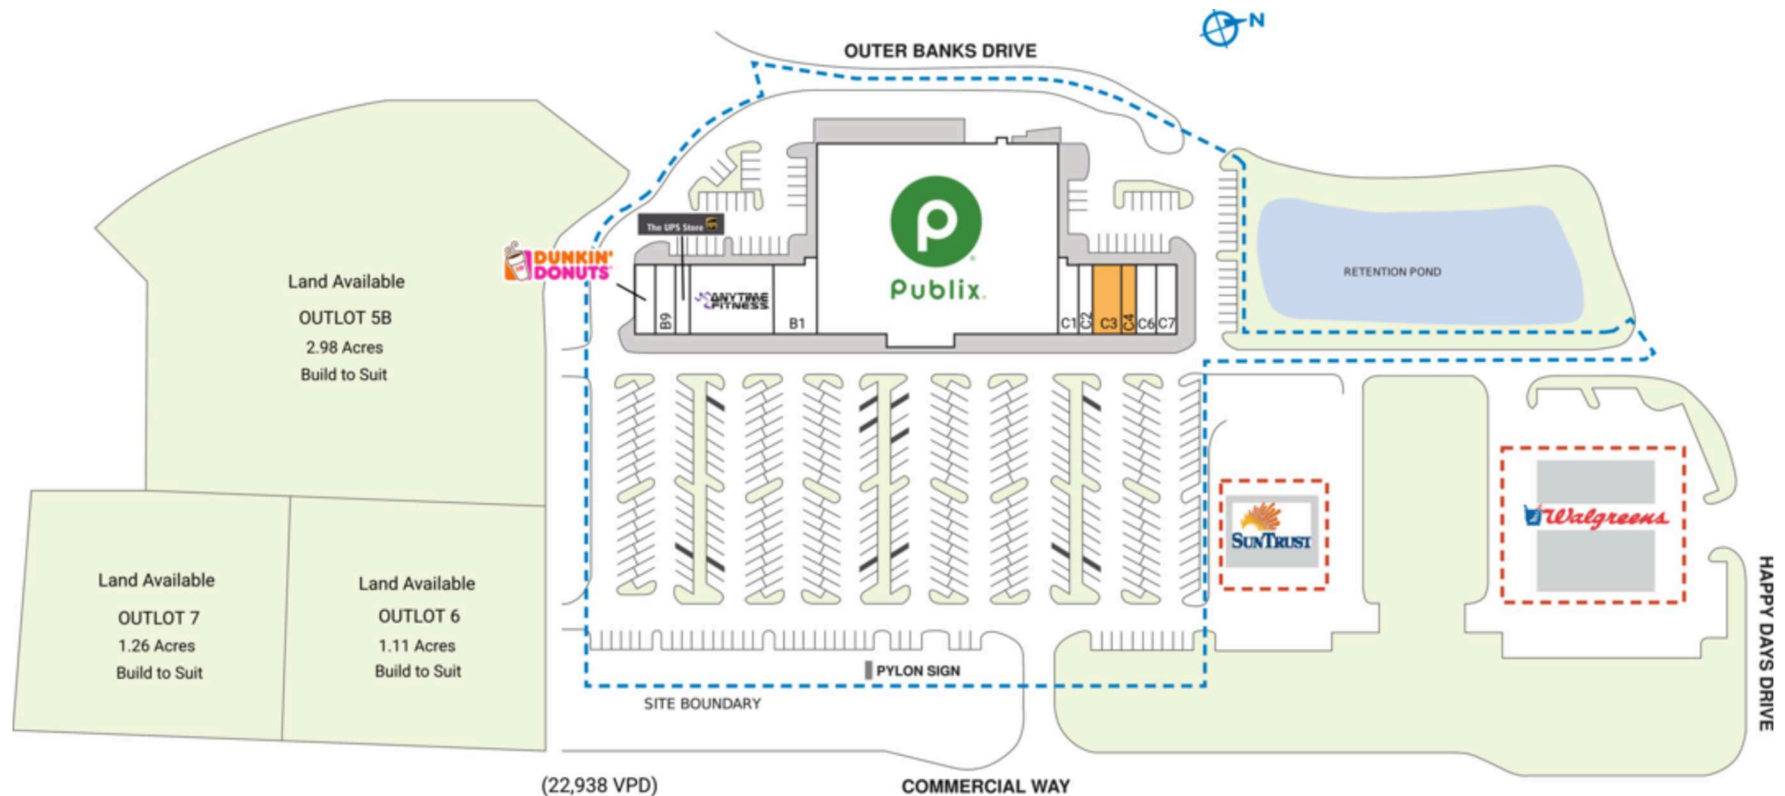 N
OUTER BANKS DRIVE
The UPS Store
ups
DUNKIN'
DONUTS
Publix.
RETENTION POND
Land Available
OUTLOT 5B
2.98 Acres
Build to Suit
B9
ANYTIME
FITNESS
B1
C1
C2
C3
C4
C6
C7
SUNTRUST
Walgreens
Land Available
OUTLOT 7
1.26 Acres
Build to Suit
Land Available
OUTLOT 6
1.11 Acres
Build to Suit
PYLON SIGN
SITE BOUNDARY
HAPPY DAYS DRIVE
(22,938 VPD)
COMMERCIAL WAY